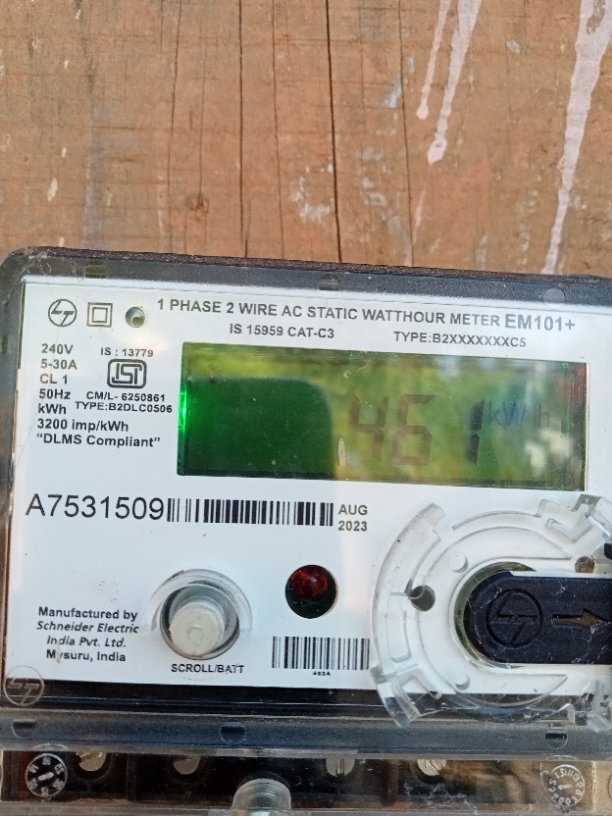 1 PHASE 2 WIRE AC STATIC WATTHOUR METER EM101+
IS 15959 CAT-C3 TYPE:B2XXXXXXXC5
240V IS : 13779
5-30A
CL 1
50Hz CM/L- 6250861
kWh TYPE:B2DLC0506
3200 imp/kWh
"DLMS Compliant"
461 kWh
A7531509 AUG
2023
Manufactured by
Schneider Electric
India Pvt. Ltd.
Mysuru, India
SCROLL/BATT